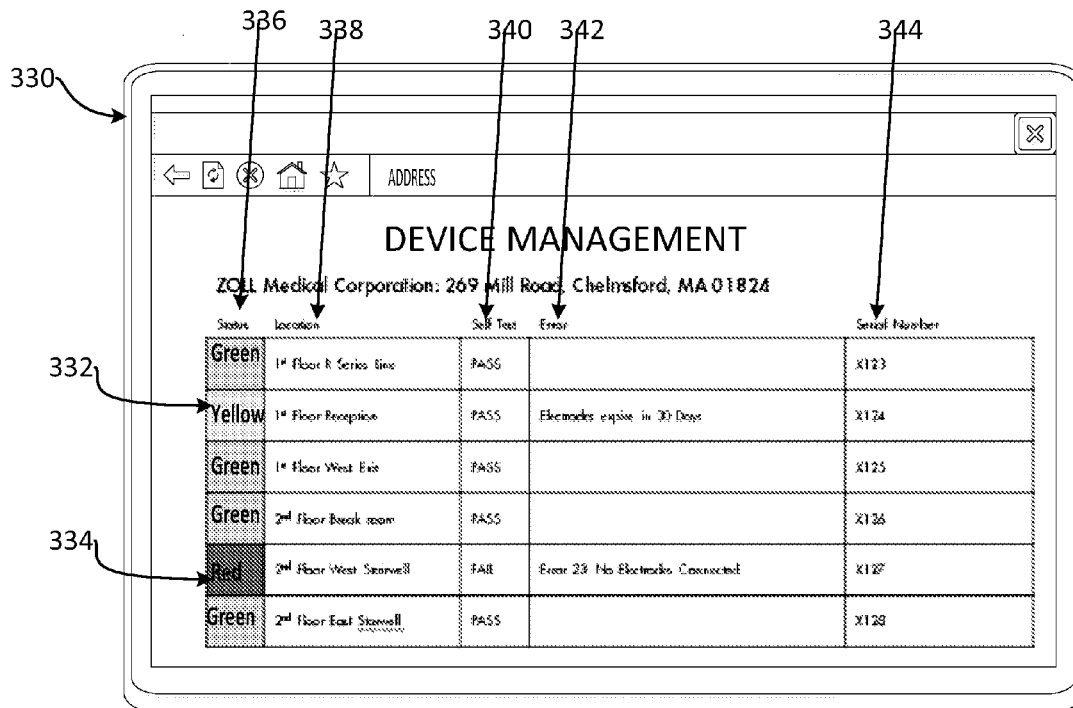 336 338 340 342 344
330
ADDRESS
DEVICE MANAGEMENT
ZOLL Medical Corporation: 269 Mill Road, Chelmsford, MA 01824
Status Location Self Test Error Serial Number
Green 1st Floor R Series Line PASS X123
332
Yellow 1st Floor Reception PASS Electrodes expire in 30 Days X124
Green 1st Floor West Exit PASS X125
Green 2nd Floor Break room PASS X126
334
Red 2nd Floor West Stairwell FAIL Error 23: No Electrodes Connected X127
Green 2nd Floor East Stairwell PASS X128